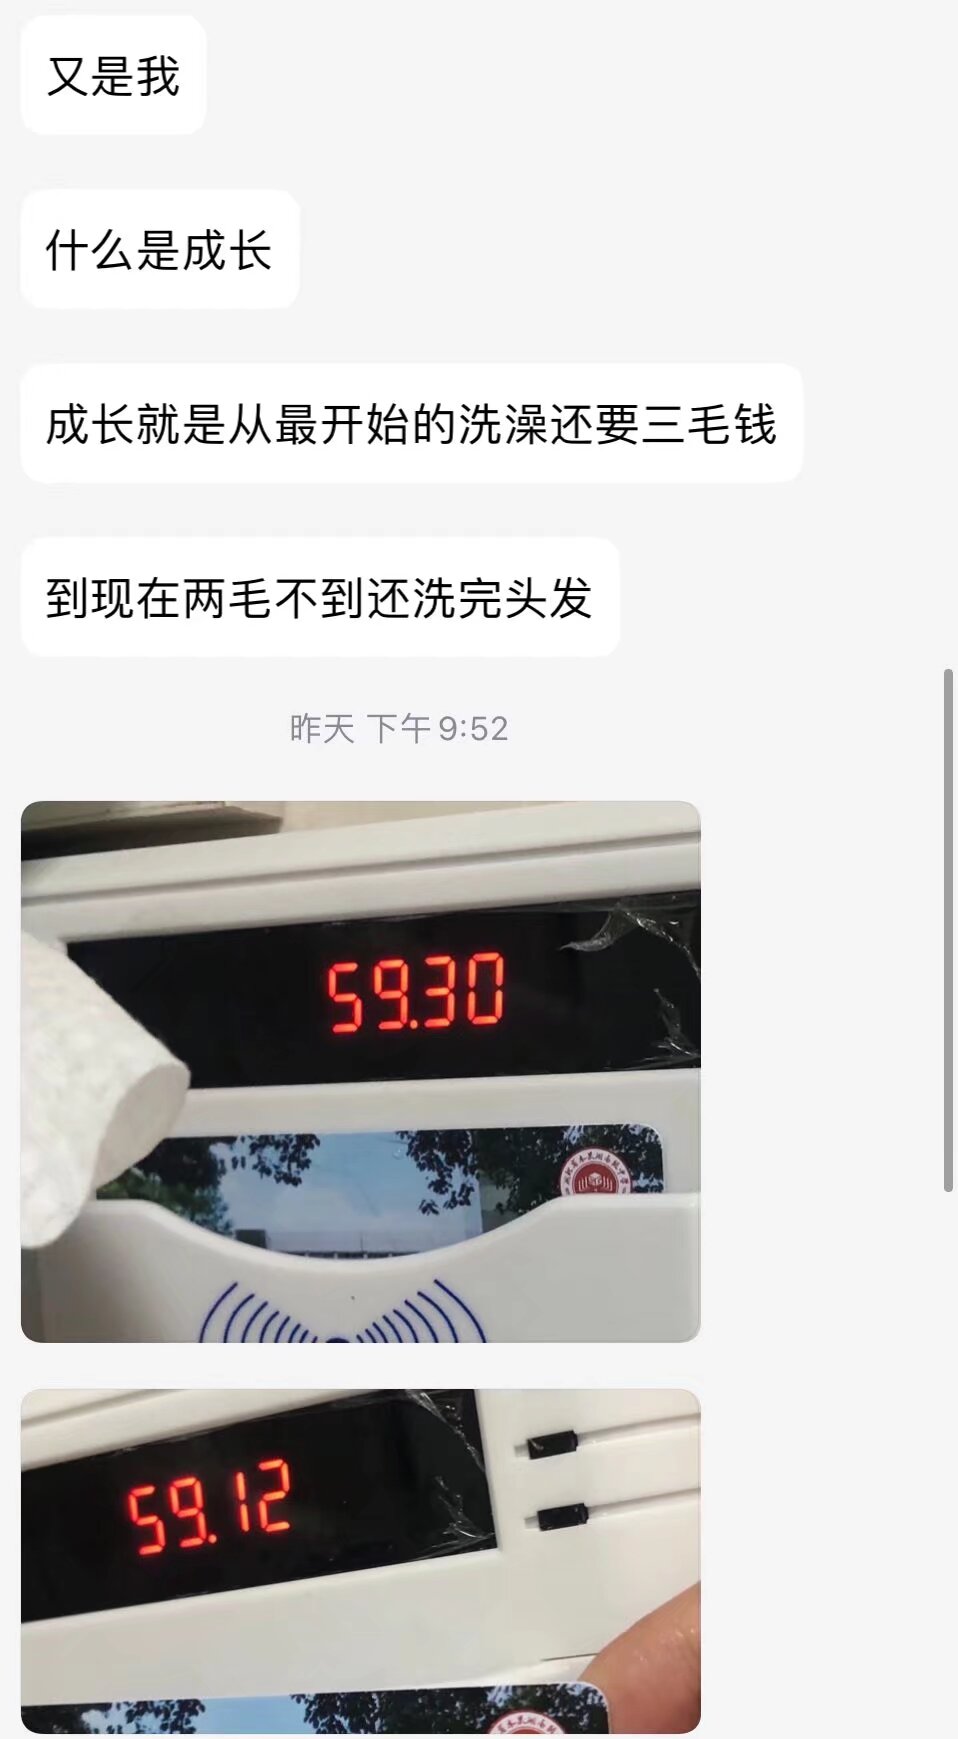 又是我
什么是成长
成长就是从最开始的洗澡还要三毛钱
到现在两毛不到还洗完头发
昨天 下午9:52
59.30
59.12